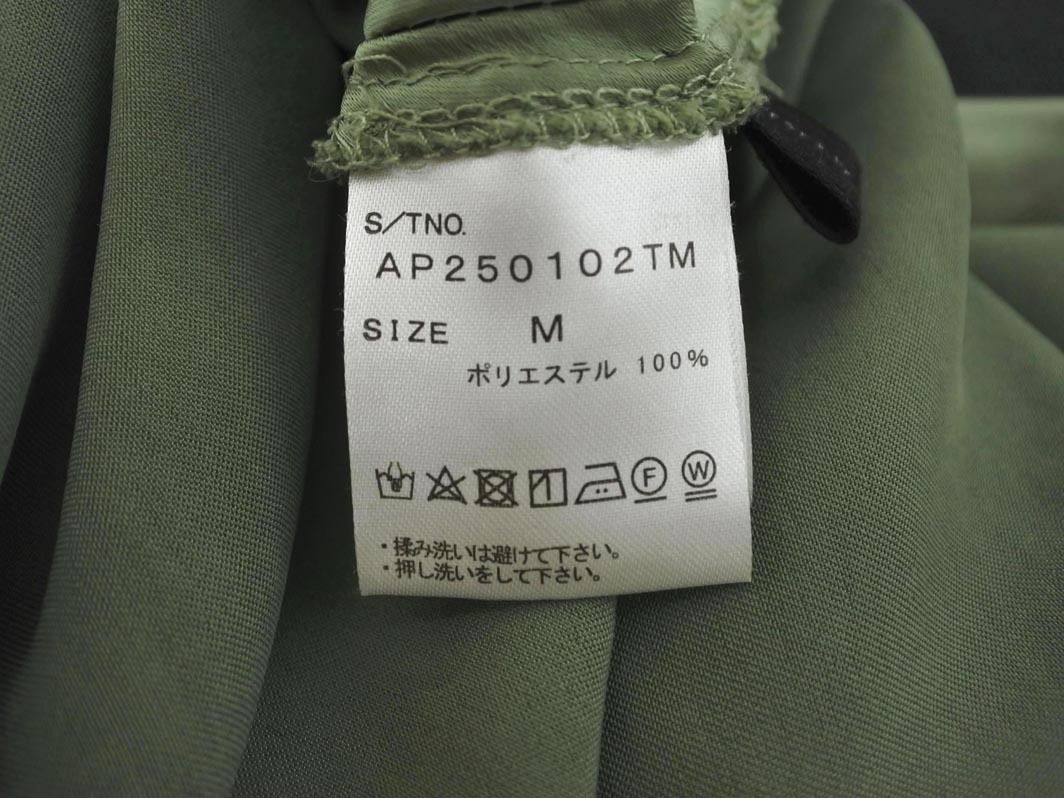 S/TNO.
AP250102TM
SIZE M
ポリエステル 100%
F W
・揉み洗いは避けて下さい。
・押し洗いをして下さい。